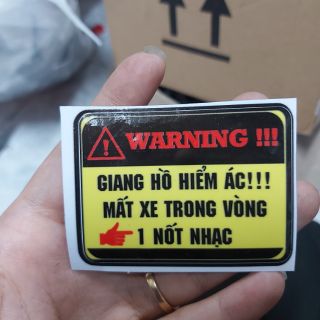 WARNING !!!
GIANG HỒ HIỂM ÁC!!!
MẤT XE TRONG VÒNG
1 NỐT NHẠC